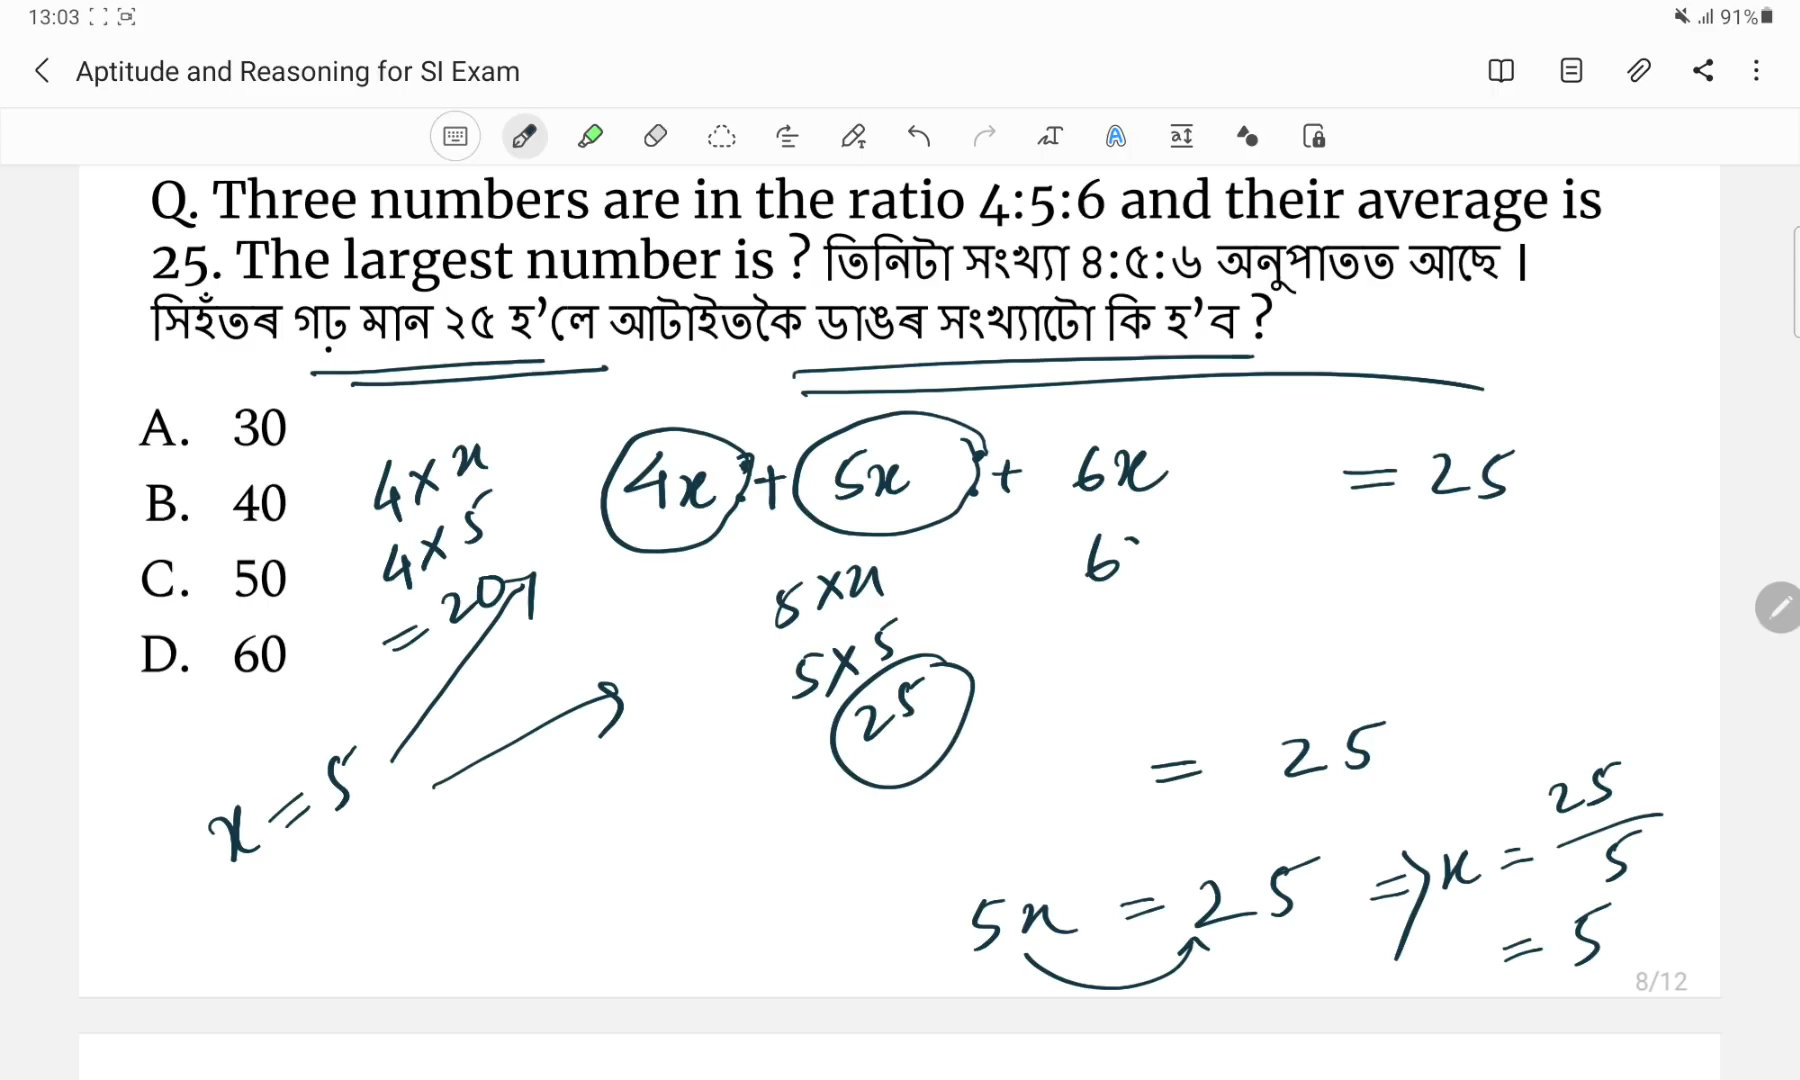 13:03
91%
Aptitude and Reasoning for SI Exam
Q. Three numbers are in the ratio 4:5:6 and their average is
25. The largest number is ? তিনিটা সংখ্যা ৪:৫:৬ অনুপাতত আছে ।
সিহঁতৰ গঢ় মান ২৫ হ’লে আটাইতকৈ ডাঙৰ সংখ্যাটো কি হ’ব ?
A. 30
B. 40
C. 50
D. 60
4x + 5x + 6x = 25
4 × x
4 × 5
= 20
5 × x
5 × 5
25
6
x = 5
= 25
5x = 25 => x = 25/5
= 5
8/12